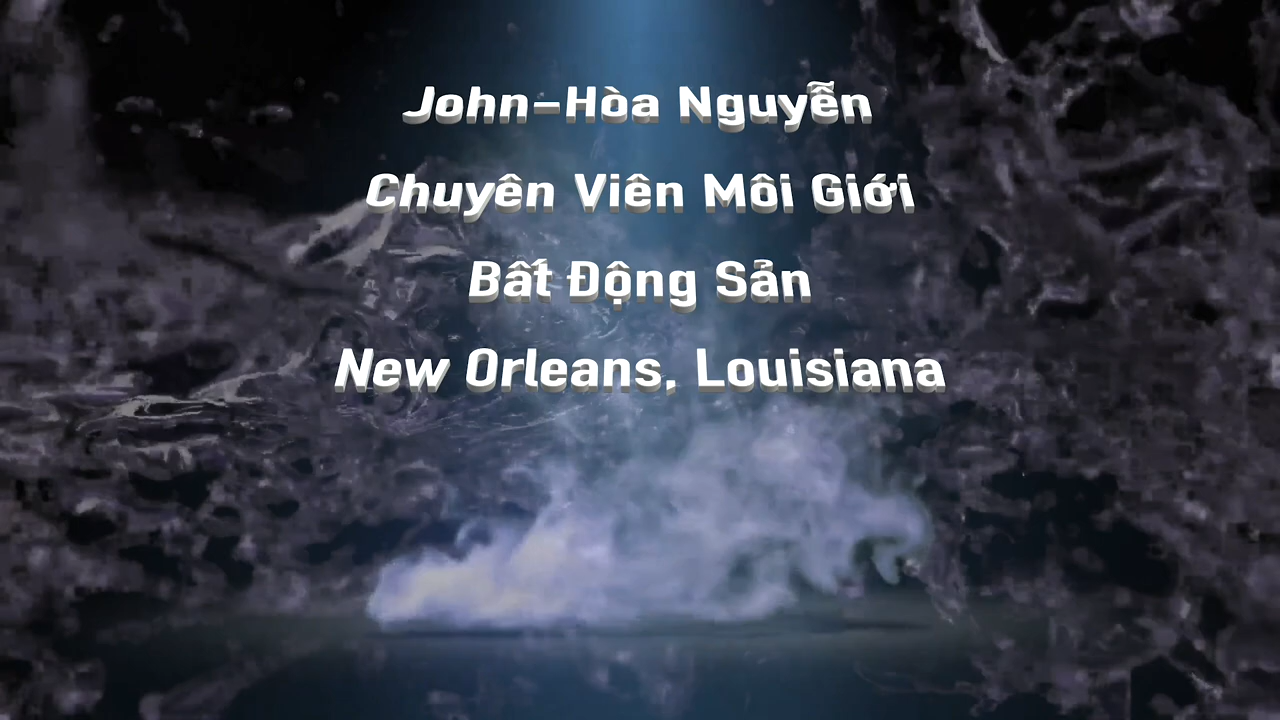 John-Hòa Nguyễn
Chuyên Viên Môi Giới
Bất Động Sản
New Orleans, Louisiana